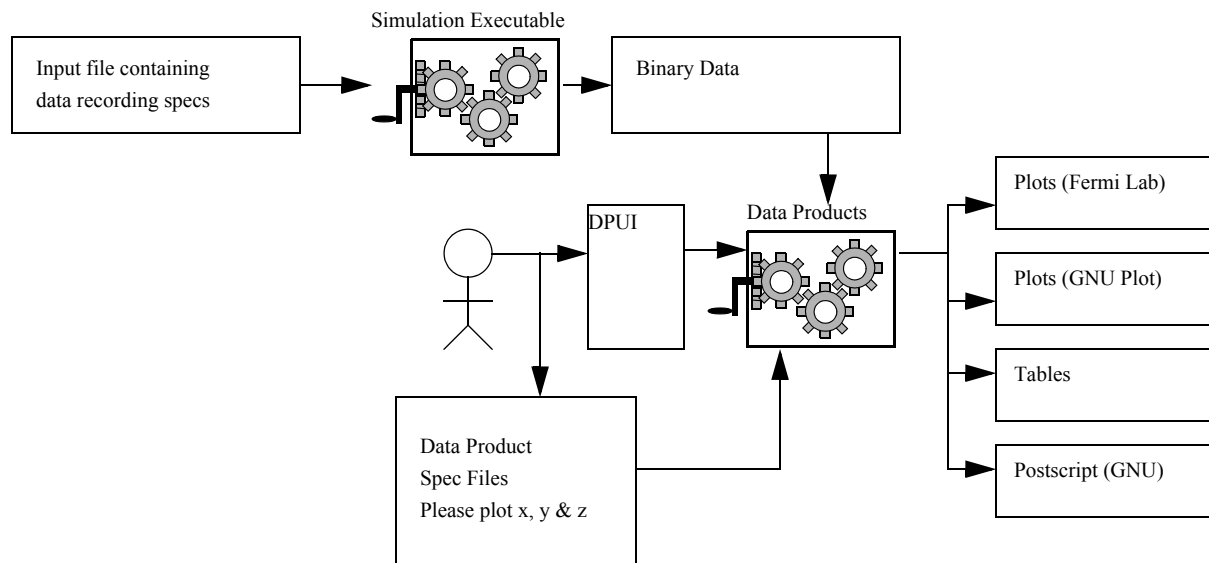 Simulation Executable
Input file containing
data recording specs
Binary Data
Plots (Fermi Lab)
DPUI
Data Products
Plots (GNU Plot)
Tables
Data Product
Spec Files
Please plot x, y & z
Postscript (GNU)